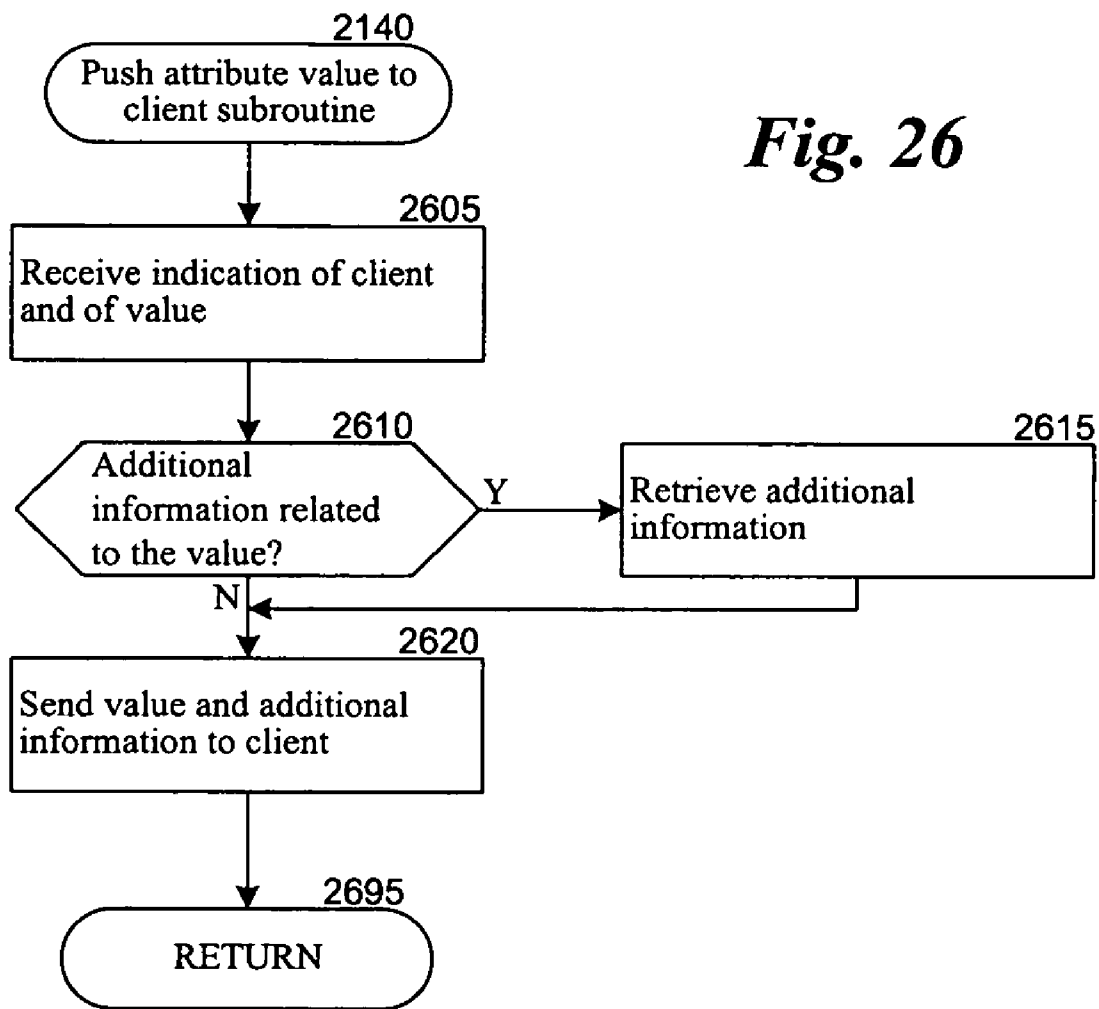 2140
Push attribute value to
client subroutine
Fig. 26
2605
Receive indication of client
and of value
2610
Additional
information related
to the value?
Y
2615
Retrieve additional
information
N
2620
Send value and additional
information to client
2695
RETURN